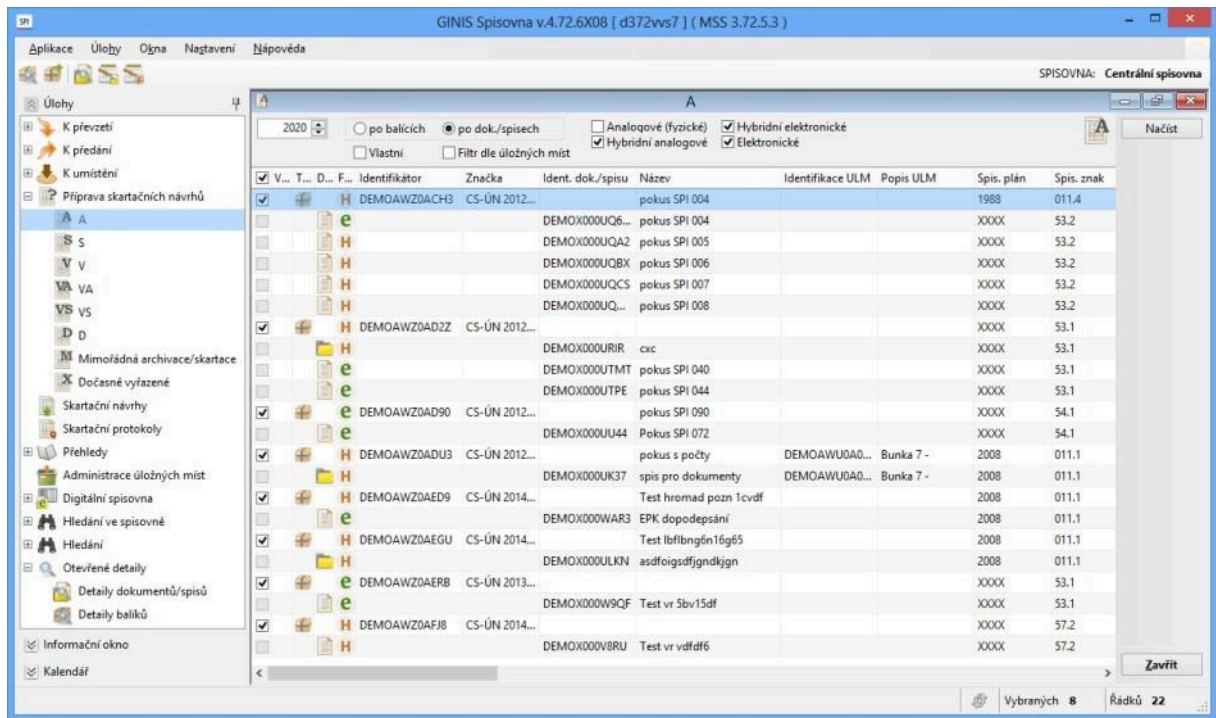 SPI GINIS Spisovna v.4.72.6X08 [ d372vvs7 ] ( MSS 3.72.5.3 )
Aplikace Úlohy Okna Nastavení Nápověda
SPISOVNA: Centrální spisovna
Úlohy
K převzetí
K předání
K umístění
Příprava skartačních návrhů
A A
S S
V V
VA VA
VS VS
D D
M Mimořádná archivace/skartace
X Dočasně vyřazené
Skartační návrhy
Skartační protokoly
Přehledy
Administrace úložných míst
Digitální spisovna
Hledání ve spisovně
Hledání
Otevřené detaily
Detaily dokumentů/spisů
Detaily balíků
Informační okno
Kalendář
A
2020 po balících po dok./spisech Analogové (fyzické) Hybridní elektronické
Vlastní Filtr dle úložných míst Hybridní analogové Elektronické
A
Načíst
V... T... D... F... Identifikátor Značka Ident. dok./spisu Název Identifikace ULM Popis ULM Spis. plán Spis. znak
H DEMOAWZ0ACH3 CS-ÚN 2012... pokus SPI 004 1988 011.4
e DEMOX000UQ6... pokus SPI 004 XXXX 53.2
H DEMOX000UQA2 pokus SPI 005 XXXX 53.2
H DEMOX000UQBX pokus SPI 006 XXXX 53.2
H DEMOX000UQCS pokus SPI 007 XXXX 53.2
H DEMOX000UQ... pokus SPI 008 XXXX 53.2
H DEMOAWZ0AD2Z CS-ÚN 2012... XXXX 53.1
H DEMOX000URIR cxc XXXX 53.1
e DEMOX000UTMT pokus SPI 040 XXXX 53.1
e DEMOX000UTPE pokus SPI 044 XXXX 53.1
e DEMOAWZ0AD90 CS-ÚN 2012... pokus SPI 090 XXXX 54.1
e DEMOX000UU44 Pokus SPI 072 XXXX 54.1
H DEMOAWZ0ADU3 CS-ÚN 2012... pokus s počty DEMOAWU0A0... Bunka 7 - 2008 011.1
H DEMOX000UK37 spis pro dokumenty DEMOAWU0A0... Bunka 7 - 2008 011.1
H DEMOAWZ0AED9 CS-ÚN 2014... Test hromad pozn 1cvdf 2008 011.1
e DEMOX000WAR3 EPK dopodepsání 2008 011.1
H DEMOAWZ0AEGU CS-ÚN 2014... Test lbflbng6n16g65 2008 011.1
H DEMOX000ULKN asdfoigsdfjgndkjgn 2008 011.1
e DEMOAWZ0AERB CS-ÚN 2013... XXXX 53.1
e DEMOX000W9QF Test vr 5bv15df XXXX 53.1
H DEMOAWZ0AFJ8 CS-ÚN 2014... XXXX 57.2
H DEMOX000V8RU Test vr vdfdf6 XXXX 57.2
Zavřít
Vybraných 8 Řádků 22